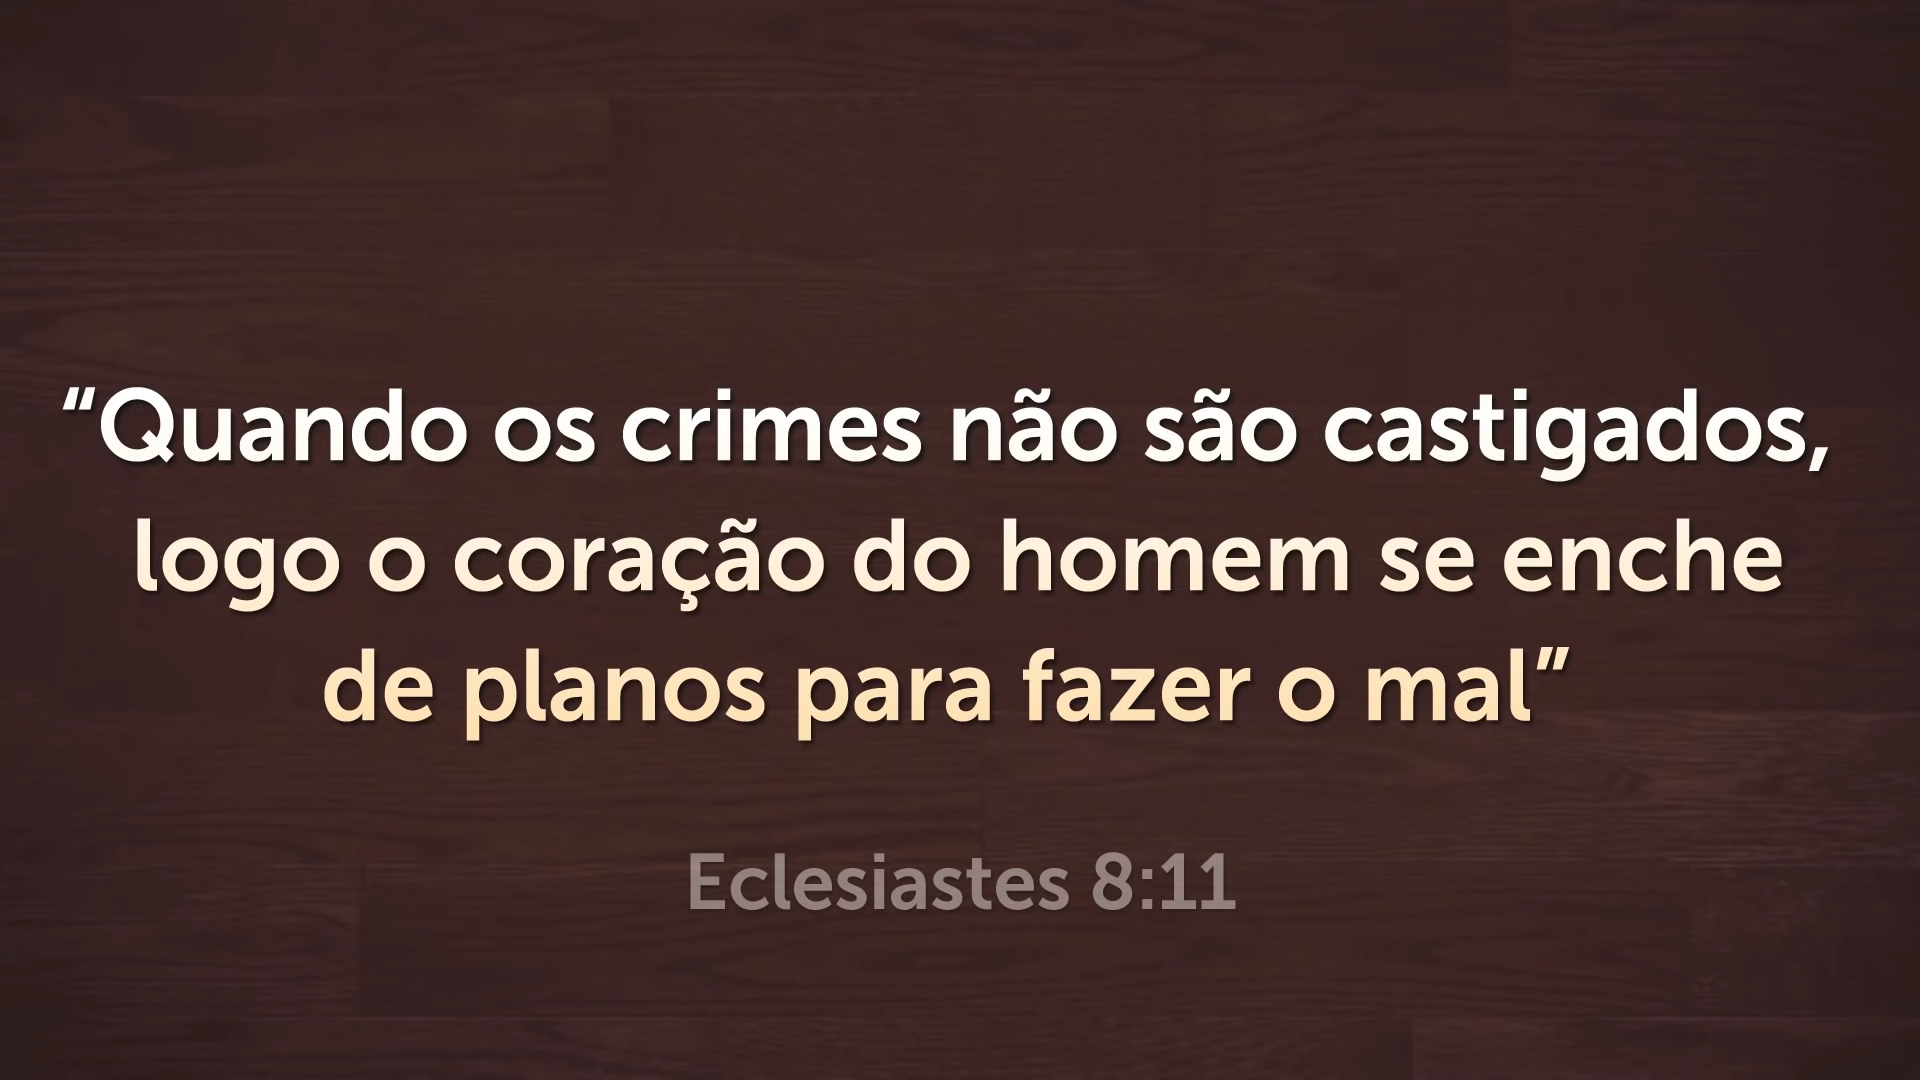 “Quando os crimes não são castigados,
logo o coração do homem se enche
de planos para fazer o mal”
Eclesiastes 8:11